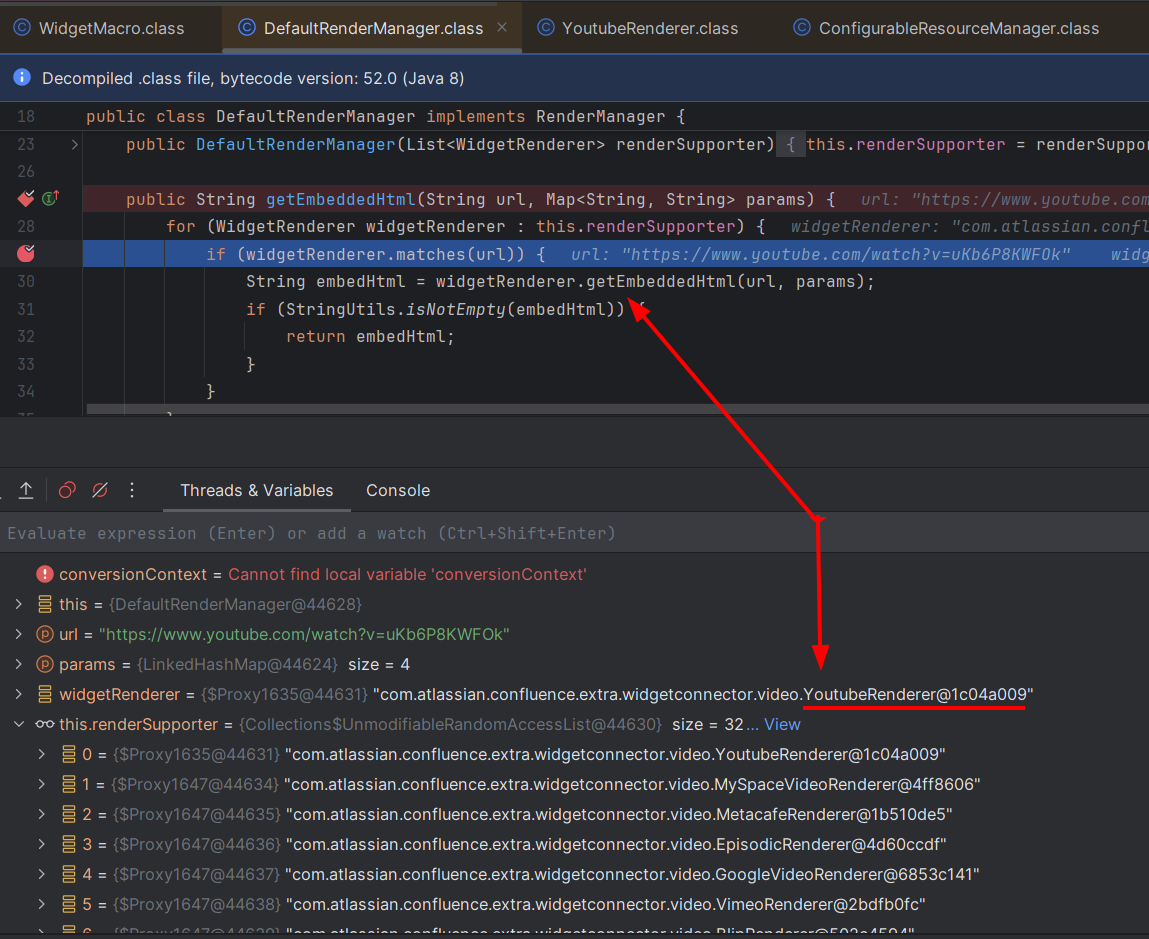 WidgetMacro.class DefaultRenderManager.class YoutubeRenderer.class ConfigurableResourceManager.class
Decompiled .class file, bytecode version: 52.0 (Java 8)
18 public class DefaultRenderManager implements RenderManager {
23 public DefaultRenderManager(List<WidgetRenderer> renderSupporter) { this.renderSupporter = renderSuppor
26
public String getEmbeddedHtml(String url, Map<String, String> params) { url: "https://www.youtube.com
28 for (WidgetRenderer widgetRenderer : this.renderSupporter) { widgetRenderer: "com.atlassian.confl
if (widgetRenderer.matches(url)) { url: "https://www.youtube.com/watch?v=uKb6P8KWFOk" widg
30 String embedHtml = widgetRenderer.getEmbeddedHtml(url, params);
31 if (StringUtils.isNotEmpty(embedHtml)) {
32 return embedHtml;
33 }
34 }
Threads & Variables Console
Evaluate expression (Enter) or add a watch (Ctrl+Shift+Enter)
conversionContext = Cannot find local variable 'conversionContext'
this = {DefaultRenderManager@44628}
url = "https://www.youtube.com/watch?v=uKb6P8KWFOk"
params = {LinkedHashMap@44624} size = 4
widgetRenderer = {$Proxy1635@44631} "com.atlassian.confluence.extra.widgetconnector.video.YoutubeRenderer@1c04a009"
this.renderSupporter = {Collections$UnmodifiableRandomAccessList@44630} size = 32 ... View
0 = {$Proxy1635@44631} "com.atlassian.confluence.extra.widgetconnector.video.YoutubeRenderer@1c04a009"
1 = {$Proxy1647@44634} "com.atlassian.confluence.extra.widgetconnector.video.MySpaceVideoRenderer@4ff8606"
2 = {$Proxy1647@44635} "com.atlassian.confluence.extra.widgetconnector.video.MetacafeRenderer@1b510de5"
3 = {$Proxy1647@44636} "com.atlassian.confluence.extra.widgetconnector.video.EpisodicRenderer@4d60ccdf"
4 = {$Proxy1647@44637} "com.atlassian.confluence.extra.widgetconnector.video.GoogleVideoRenderer@6853c141"
5 = {$Proxy1647@44638} "com.atlassian.confluence.extra.widgetconnector.video.VimeoRenderer@2bdfb0fc"